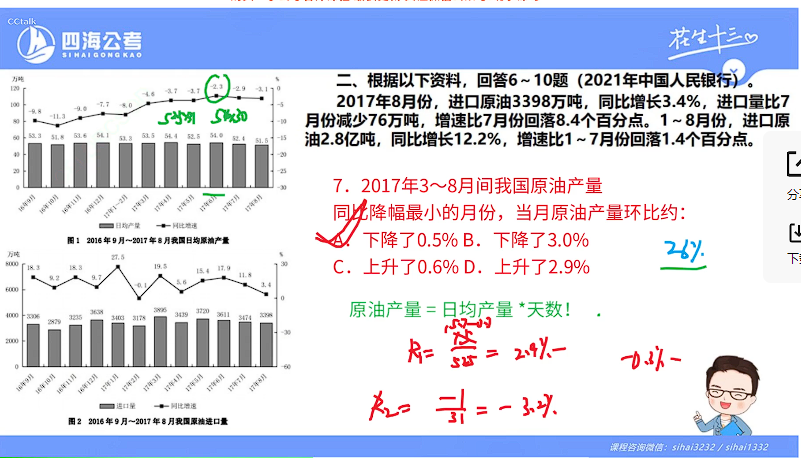 CCtalk
四海公考
SIHAIGONGKAO
花生十三
万吨
%
120
100
80
60
40
20
0
-9.8
-11.3
-9.0
-7.7
-8.0
-4.6
-3.7
-3.7
-2.3
-2.9
-3.1
53.3
51.8
53.6
54.1
53.3
53.5
54.4
52.5
54.0
52.4
51.5
0
-5
-10
-15
-20
-25
-30
52.5×31
54×30
16年9月
16年10月
16年11月
16年12月
17年1-2月
17年3月
17年4月
17年5月
17年6月
17年7月
17年8月
日均产量
同比增速
图 1 2016 年 9 月～2017 年 8 月我国日均原油产量
万吨
%
8000
6000
4000
2000
0
18.3
9.2
18.3
9.7
27.5
-0.1
19.5
5.6
15.4
17.9
11.8
3.4
3306
2879
3235
3638
3403
3178
3895
3439
3720
3611
3474
3398
30
0
-30
-60
16年9月
16年10月
16年11月
16年12月
17年1月
17年2月
17年3月
17年4月
17年5月
17年6月
17年7月
17年8月
进口量
同比增速
图 2 2016 年 9 月～2017 年 8 月我国原油进口量
二、根据以下资料，回答6～10题（2021年中国人民银行）。
2017年8月份，进口原油3398万吨，同比增长3.4%，进口量比7
月份减少76万吨，增速比7月份回落8.4个百分点。1～8月份，进口原
油2.8亿吨，同比增长12.2%，增速比1～7月份回落1.4个百分点。
7．2017年3～8月间我国原油产量
同比降幅最小的月份，当月原油产量环比约：
A．下降了0.5% B．下降了3.0%
C．上升了0.6% D．上升了2.9%
2.6%
原油产量 = 日均产量 *天数！
R₁= 525 = 2.9%-
-0.3%-
R₂= -1/31 = -3.2%
分享
下载
课程咨询微信：sihai3232 / sihai1332